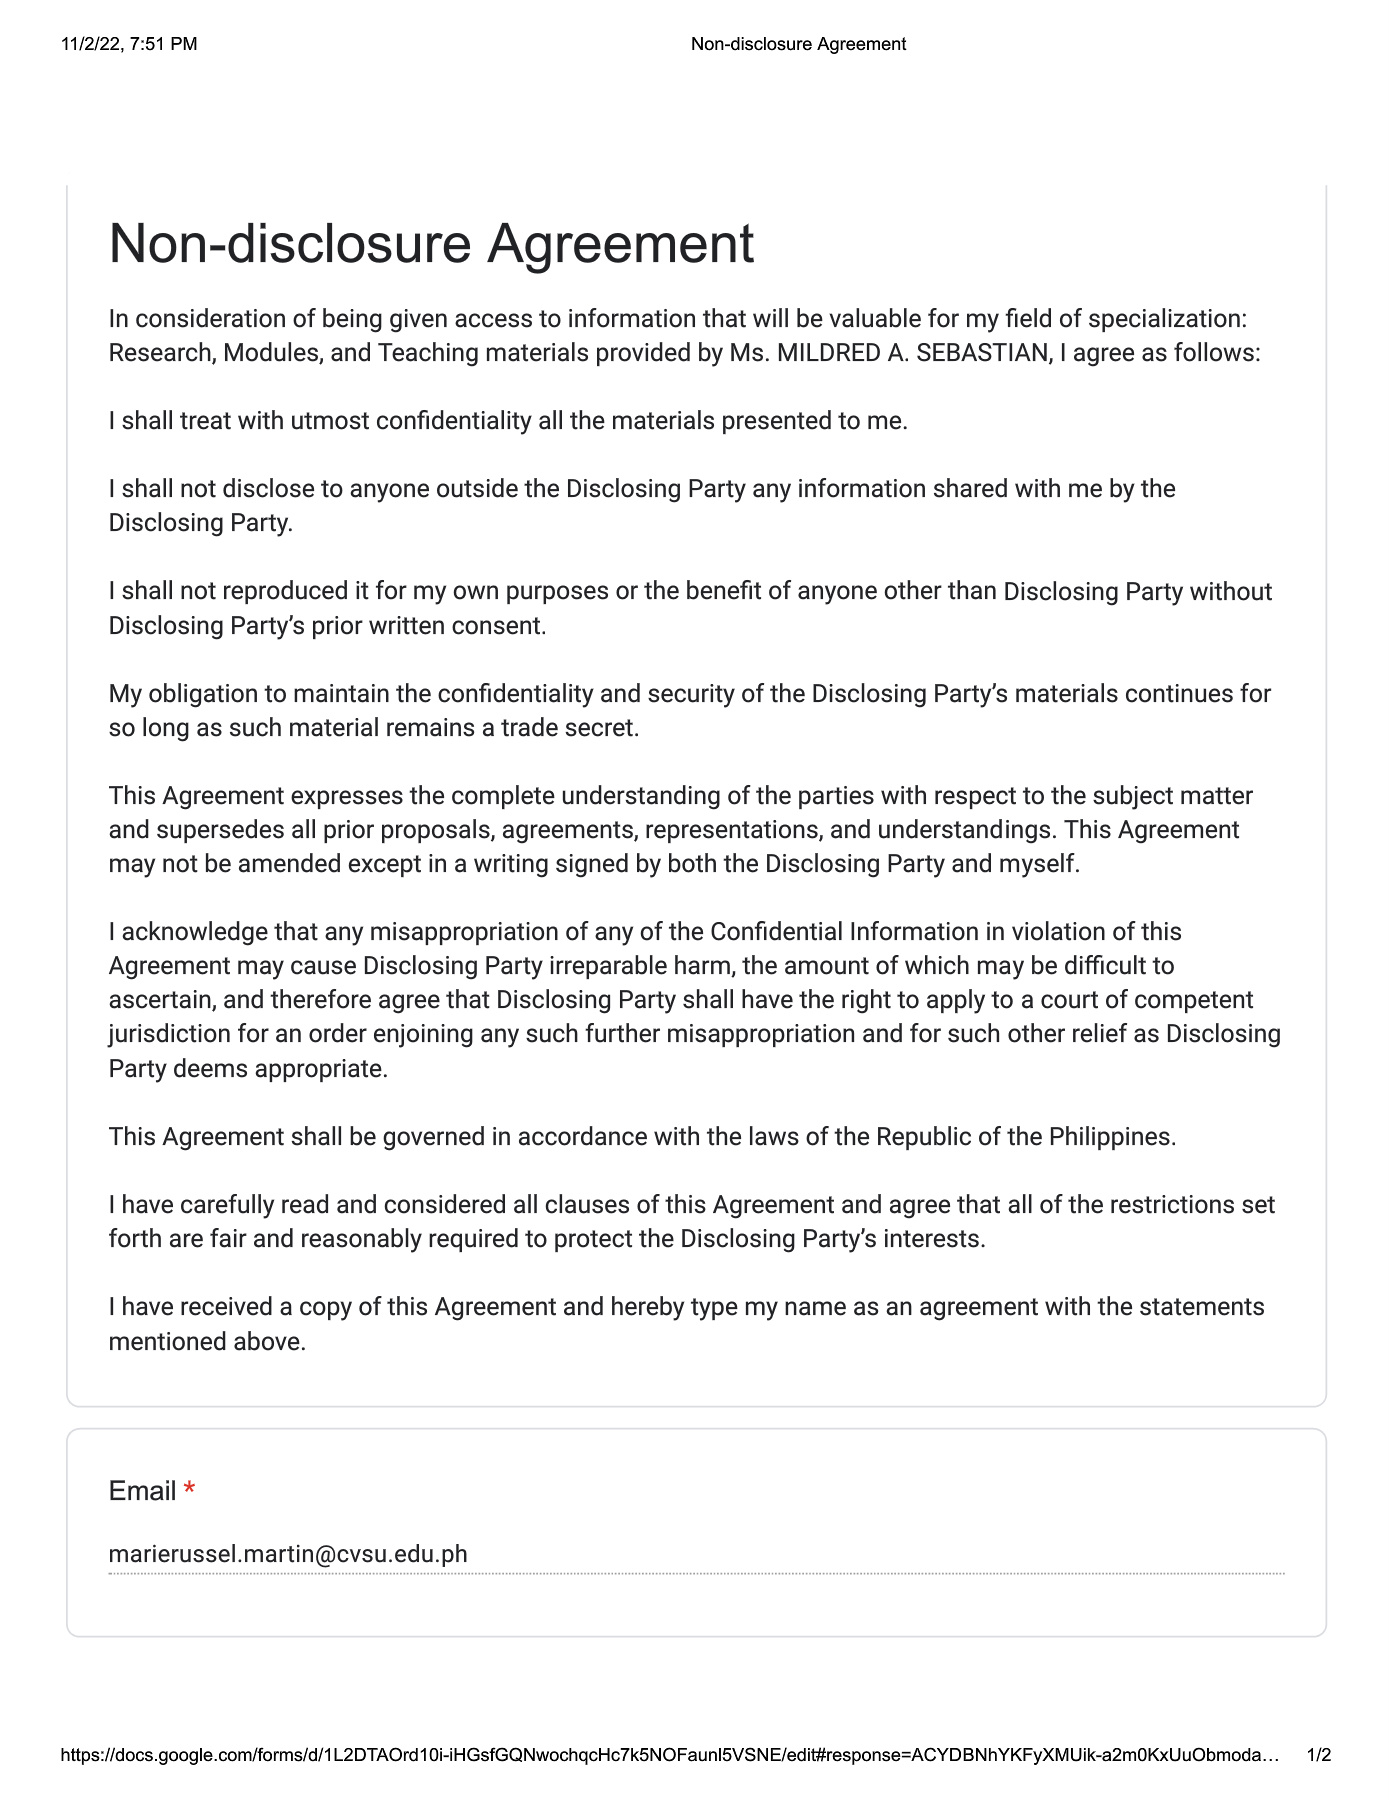 11/2/22, 7:51 PM
Non-disclosure Agreement
Non-disclosure Agreement
In consideration of being given access to information that will be valuable for my field of specialization:
Research, Modules, and Teaching materials provided by Ms. MILDRED A. SEBASTIAN, I agree as follows:
I shall treat with utmost confidentiality all the materials presented to me.
I shall not disclose to anyone outside the Disclosing Party any information shared with me by the
Disclosing Party.
I shall not reproduced it for my own purposes or the benefit of anyone other than Disclosing Party without
Disclosing Party’s prior written consent.
My obligation to maintain the confidentiality and security of the Disclosing Party’s materials continues for
so long as such material remains a trade secret.
This Agreement expresses the complete understanding of the parties with respect to the subject matter
and supersedes all prior proposals, agreements, representations, and understandings. This Agreement
may not be amended except in a writing signed by both the Disclosing Party and myself.
I acknowledge that any misappropriation of any of the Confidential Information in violation of this
Agreement may cause Disclosing Party irreparable harm, the amount of which may be difficult to
ascertain, and therefore agree that Disclosing Party shall have the right to apply to a court of competent
jurisdiction for an order enjoining any such further misappropriation and for such other relief as Disclosing
Party deems appropriate.
This Agreement shall be governed in accordance with the laws of the Republic of the Philippines.
I have carefully read and considered all clauses of this Agreement and agree that all of the restrictions set
forth are fair and reasonably required to protect the Disclosing Party’s interests.
I have received a copy of this Agreement and hereby type my name as an agreement with the statements
mentioned above.
Email *
marierussel.martin@cvsu.edu.ph
https://docs.google.com/forms/d/1L2DTAOrd10i-iHGsfGQNwochqcHc7k5NOFaunl5VSNE/edit#response=ACYDBNhYKFyXMUik-a2m0KxUuObmoda… 1/2